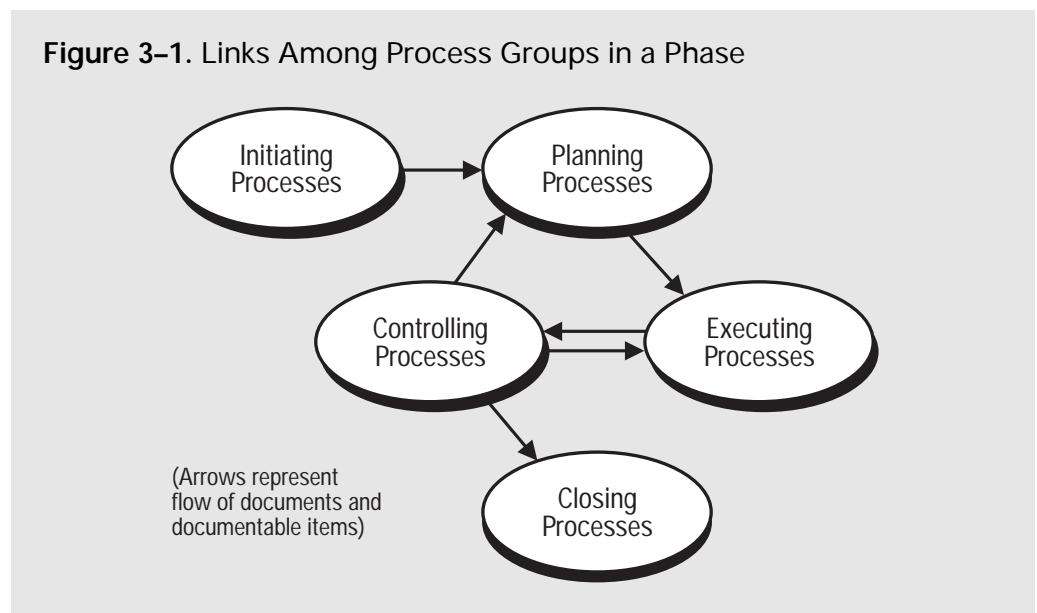 Figure 3–1. Links Among Process Groups in a Phase
Initiating
Processes
Planning
Processes
Controlling
Processes
Executing
Processes
(Arrows represent
flow of documents and
documentable items)
Closing
Processes